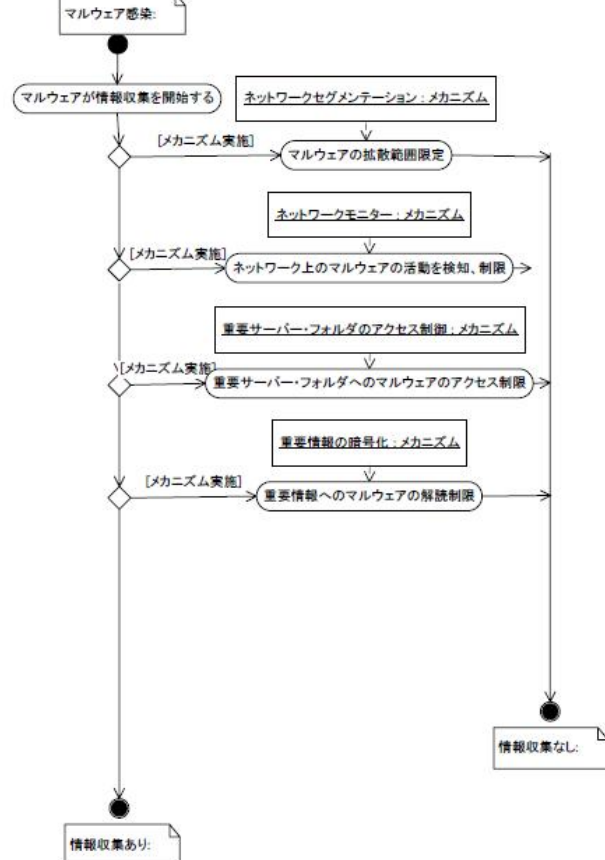 マルウェア感染:
マルウェアが情報収集を開始する
ネットワークセグメンテーション : メカニズム
[メカニズム実施]
マルウェアの拡散範囲限定
ネットワークモニター : メカニズム
[メカニズム実施]
ネットワーク上のマルウェアの活動を検知、制限
重要サーバー・フォルダのアクセス制御 : メカニズム
[メカニズム実施]
重要サーバー・フォルダへのマルウェアのアクセス制限
重要情報の暗号化 : メカニズム
[メカニズム実施]
重要情報へのマルウェアの解読制限
情報収集なし:
情報収集あり: